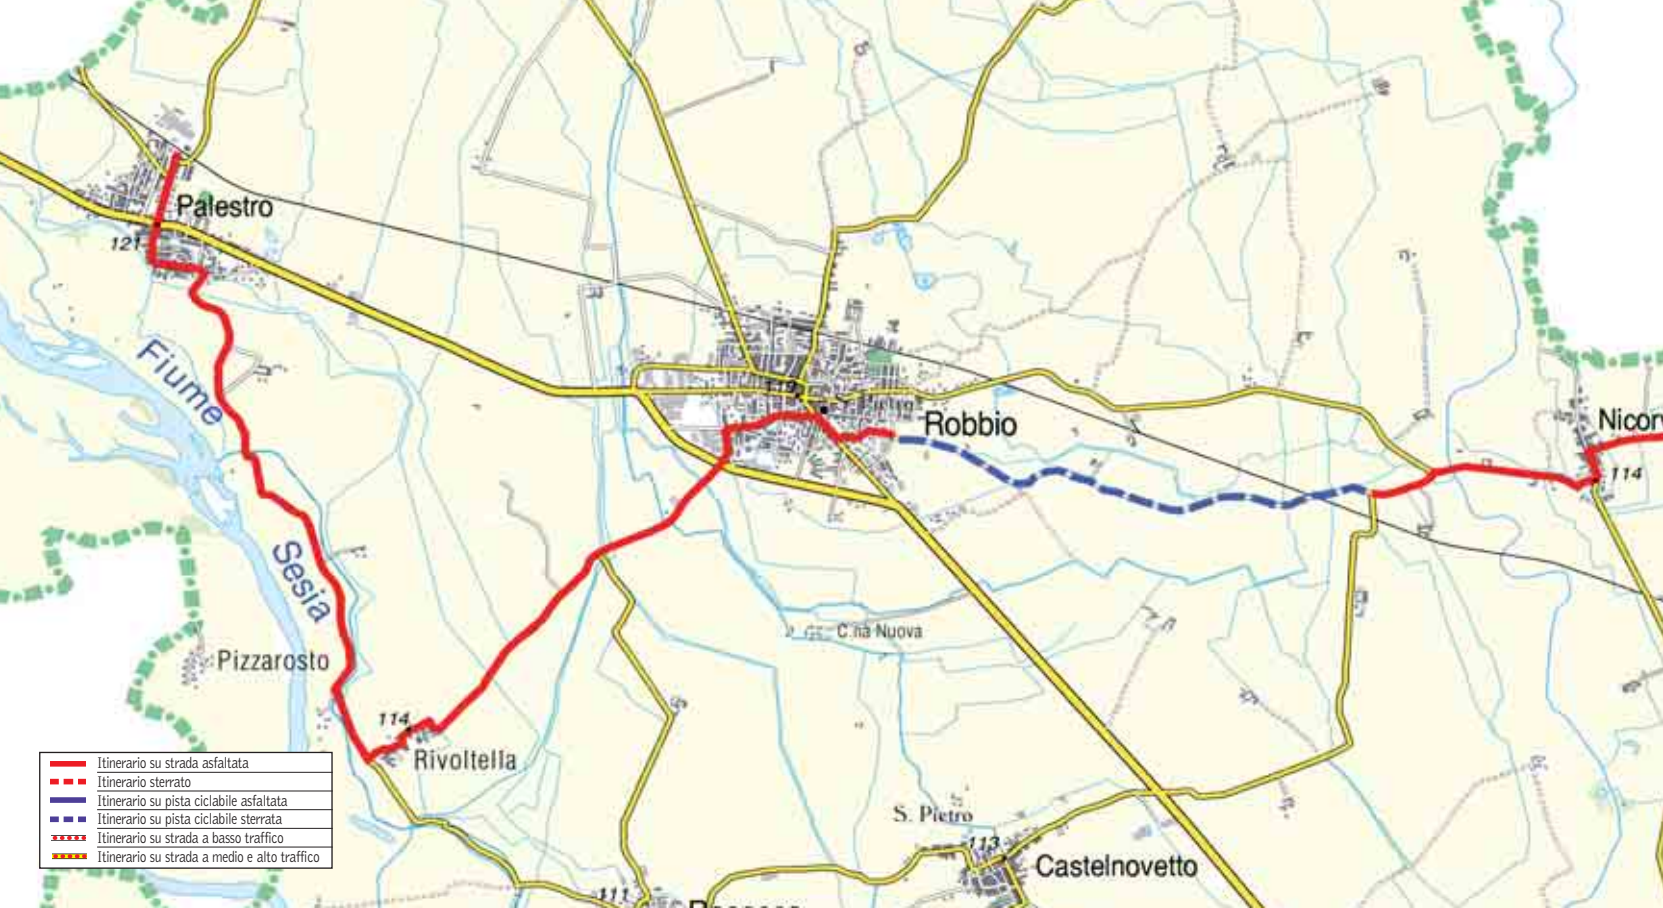 Palestro
121
Fiume
Sesia
Pizzarosto
114
Rivoltella
119
Robbio
C.na Nuova
Nicorv
114
S. Pietro
113
Castelnovetto
111
Itinerario su strada asfaltata
Itinerario sterrato
Itinerario su pista ciclabile asfaltata
Itinerario su pista ciclabile sterrata
Itinerario su strada a basso traffico
Itinerario su strada a medio e alto traffico